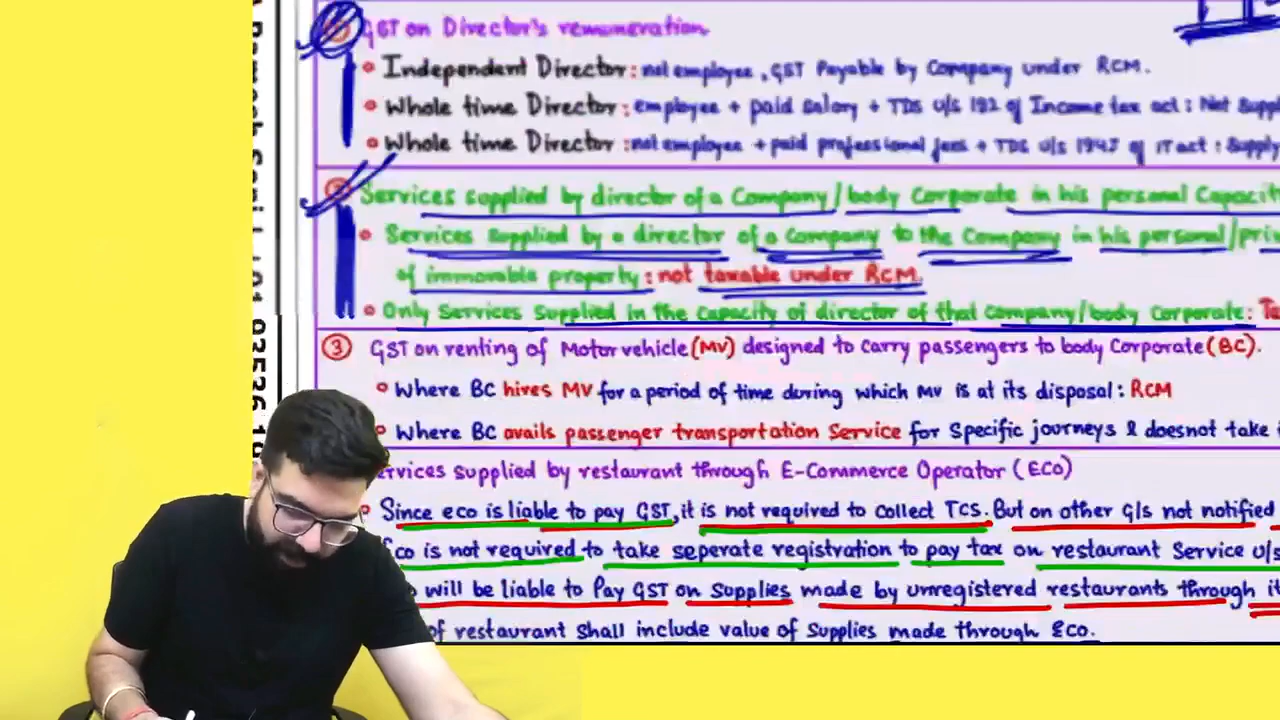 GST on Director's remuneration
Independent Director: not employee, GST Payable by Company under RCM.
Whole time Director: employee + paid salary + TDS u/s 192 of Income tax act: Not Supp
Whole time Director: not employee + paid professional fees + TDS u/s 194J of IT act: Supply
Services supplied by director of a Company/body Corporate in his personal Capacit
Services supplied by a director of a Company to the Company in his personal/pri
of immovable property: not taxable under RCM.
Only Services Supplied in the capacity of director of that company/body Corporate: Ta
3 GST on renting of Motor vehicle (MV) designed to carry passengers to body Corporate (BC).
Where BC hires MV for a period of time during which MV is at its disposal: RCM
Where BC avails passenger transportation Service for Specific journeys & doesnot take
ervices supplied by restaurant through E-Commerce Operator (ECO)
Since eco is liable to pay GST, it is not required to collect TCS. But on other G/s not notified
co is not required to take seperate registration to pay tax on restaurant Service u/s
will be liable to Pay GST on Supplies made by unregistered restaurants through it
of restaurant shall include value of Supplies made through ECO.